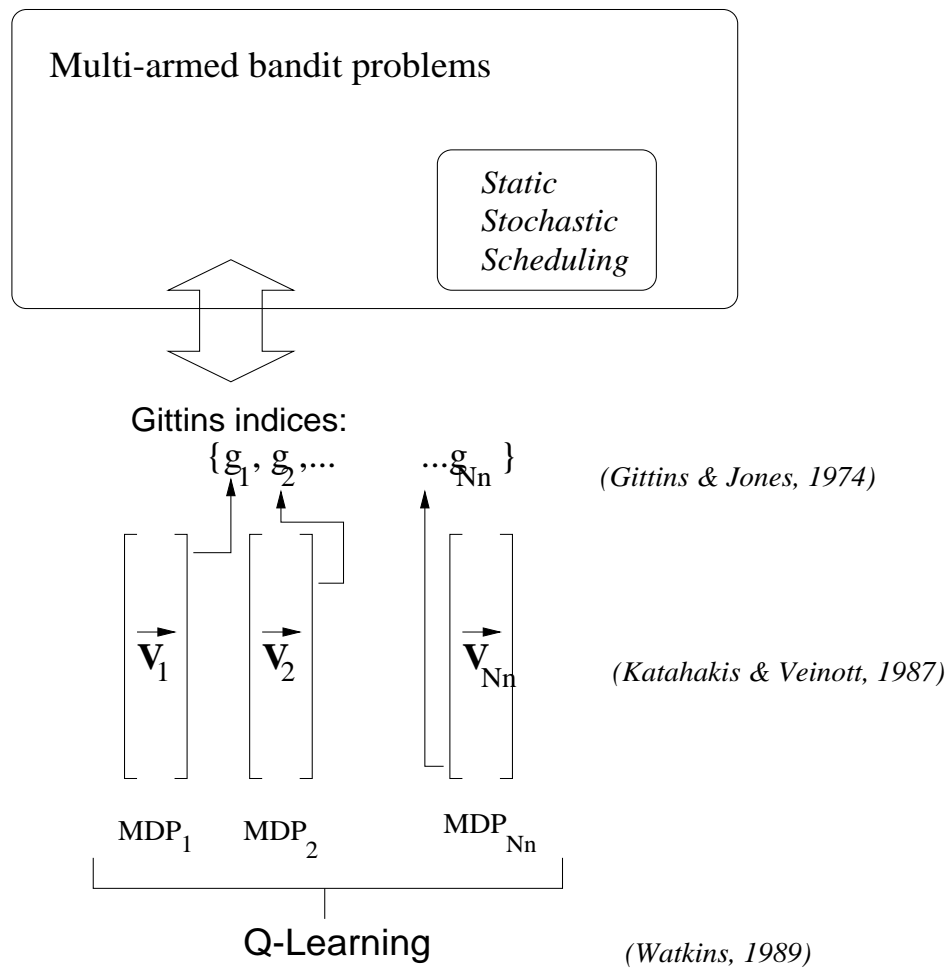 Multi-armed bandit problems
Static
Stochastic
Scheduling
Gittins indices:
{g1, g2,... ...gNn }
(Gittins & Jones, 1974)
V1 V2 VNn
(Katahakis & Veinott, 1987)
MDP1 MDP2 MDPNn
Q-Learning
(Watkins, 1989)